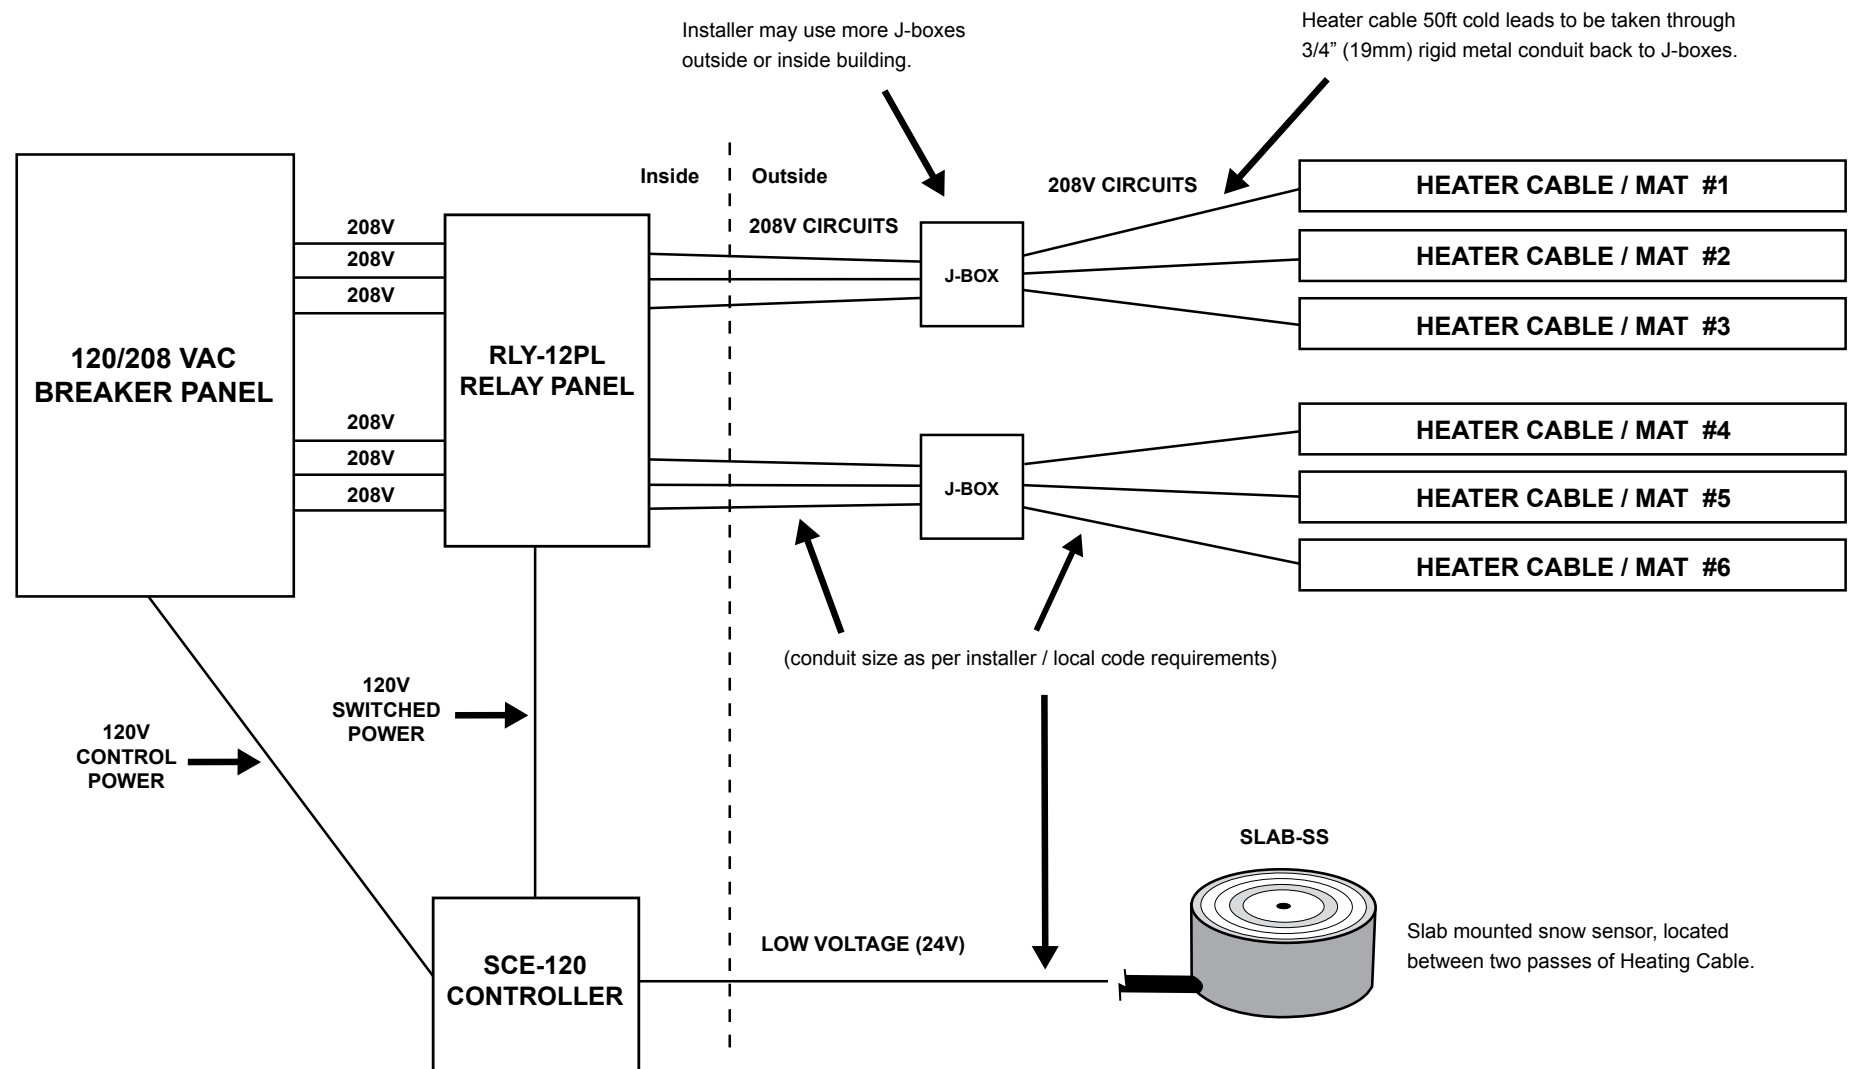 Installer may use more J-boxes
outside or inside building.
Heater cable 50ft cold leads to be taken through
3/4” (19mm) rigid metal conduit back to J-boxes.
Inside
Outside
208V CIRCUITS
208V CIRCUITS
120/208 VAC
BREAKER PANEL
208V
208V
208V
208V
208V
208V
RLY-12PL
RELAY PANEL
J-BOX
J-BOX
HEATER CABLE / MAT #1
HEATER CABLE / MAT #2
HEATER CABLE / MAT #3
HEATER CABLE / MAT #4
HEATER CABLE / MAT #5
HEATER CABLE / MAT #6
(conduit size as per installer / local code requirements)
120V
SWITCHED
POWER
120V
CONTROL
POWER
SCE-120
CONTROLLER
LOW VOLTAGE (24V)
SLAB-SS
Slab mounted snow sensor, located
between two passes of Heating Cable.